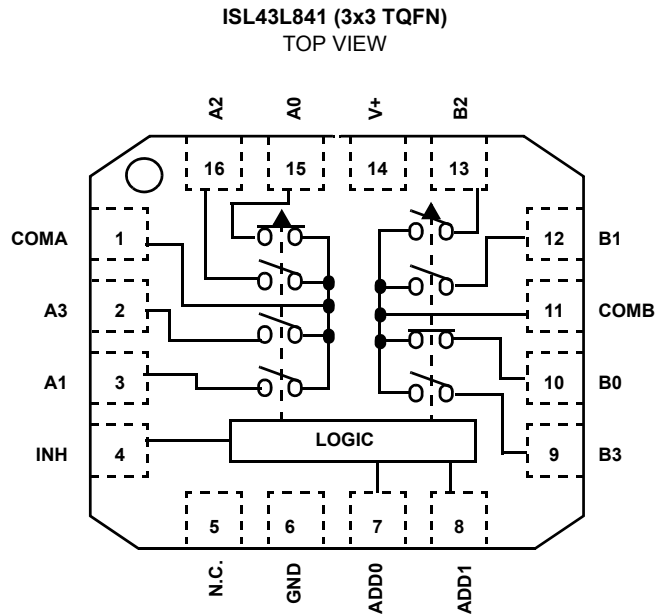 ISL43L841 (3x3 TQFN)
TOP VIEW
A2
A0
V+
B2
16
15
14
13
COMA
1
12
B1
A3
2
11
COMB
A1
3
10
B0
INH
4
LOGIC
9
B3
5
6
7
8
N.C.
GND
ADD0
ADD1